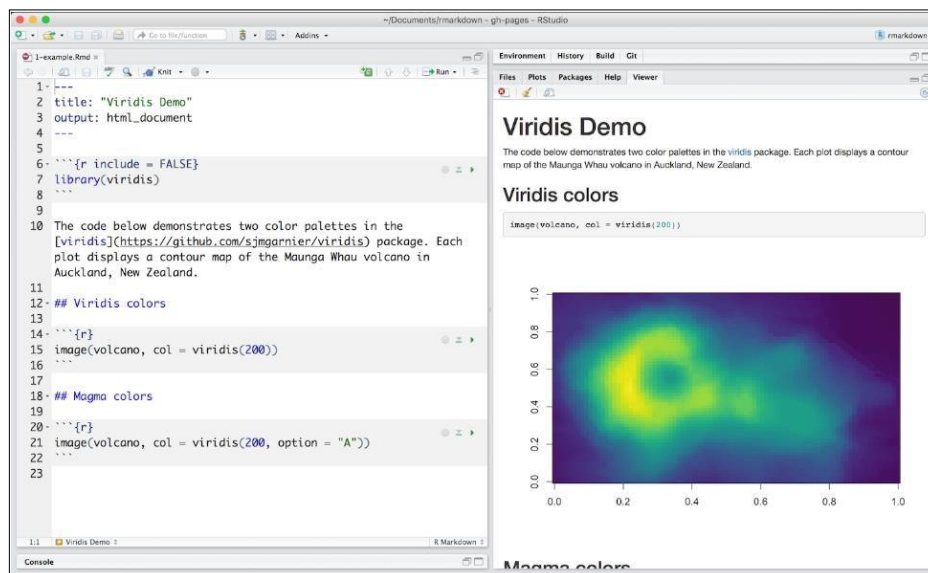 ~/Documents/rmarkdown - gh-pages - RStudio
Go to file/function
Addins
rmarkdown
1-example.Rmd
Knit
Run
1 ---
2 title: "Viridis Demo"
3 output: html_document
4 ---
5
6 ```{r include = FALSE}
7 library(viridis)
8 ```
9
10 The code below demonstrates two color palettes in the
[viridis](https://github.com/sjmgarnier/viridis) package. Each
plot displays a contour map of the Maunga Whau volcano in
Auckland, New Zealand.
11
12 ## Viridis colors
13
14 ```{r}
15 image(volcano, col = viridis(200))
16 ```
17
18 ## Magma colors
19
20 ```{r}
21 image(volcano, col = viridis(200, option = "A"))
22 ```
23
1:1 Viridis Demo R Markdown
Console
Environment History Build Git
Files Plots Packages Help Viewer
Viridis Demo
The code below demonstrates two color palettes in the viridis package. Each plot displays a contour
map of the Maunga Whau volcano in Auckland, New Zealand.
Viridis colors
image(volcano, col = viridis(200))
1.0
0.8
0.6
0.4
0.2
0.0
0.0 0.2 0.4 0.6 0.8 1.0
Magma colors